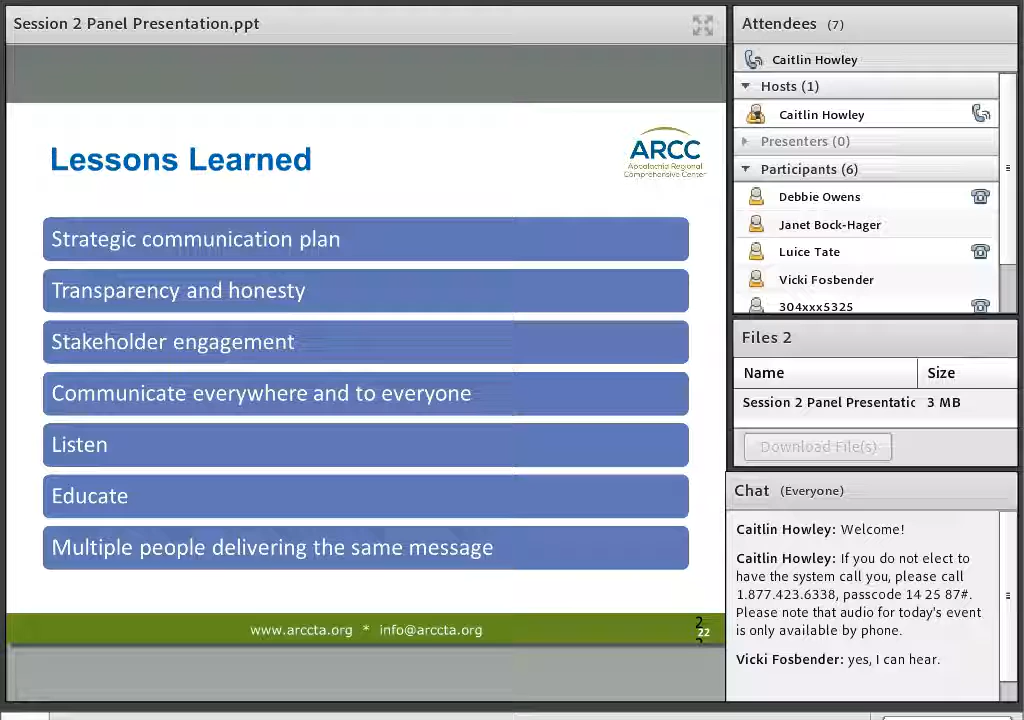 Session 2 Panel Presentation.ppt
Lessons Learned
ARCC
Appalachia Regional
Comprehensive Center
Strategic communication plan
Transparency and honesty
Stakeholder engagement
Communicate everywhere and to everyone
Listen
Educate
Multiple people delivering the same message
www.arccta.org * info@arccta.org
22
Attendees (7)
Caitlin Howley
Hosts (1)
Caitlin Howley
Presenters (0)
Participants (6)
Debbie Owens
Janet Bock-Hager
Luice Tate
Vicki Fosbender
304xxx5325
Files 2
Name Size
Session 2 Panel Presentatic 3 MB
Download File(s)
Chat (Everyone)
Caitlin Howley: Welcome!
Caitlin Howley: If you do not elect to
have the system call you, please call
1.877.423.6338, passcode 14 25 87#.
Please note that audio for today's event
is only available by phone.
Vicki Fosbender: yes, I can hear.